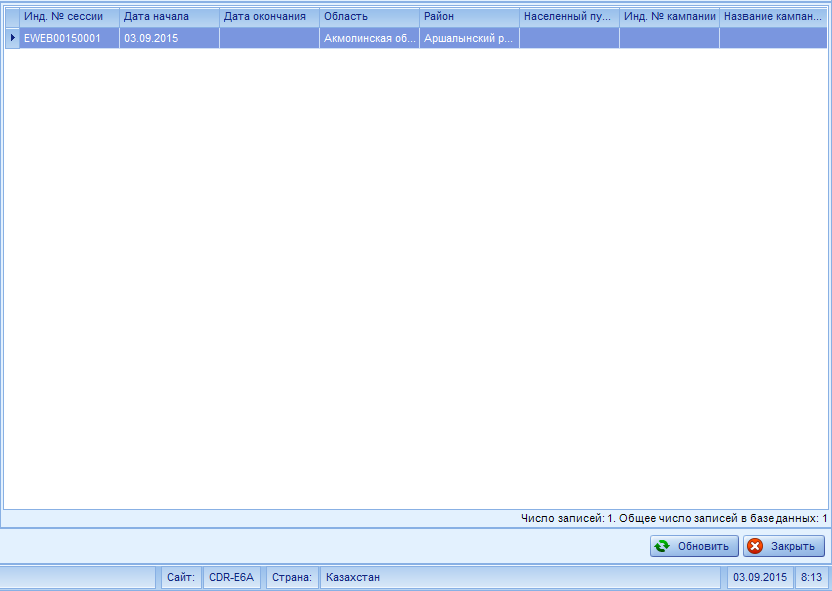 Инд. № сессии Дата начала Дата окончания Область Район Населенный пу... Инд. № кампании Название кампан...
EWEB00150001 03.09.2015 Акмолинская об... Аршалынский р...
Число записей: 1. Общее число записей в базе данных: 1
Обновить Закрыть
Сайт: CDR-E6A Страна: Казахстан 03.09.2015 8:13